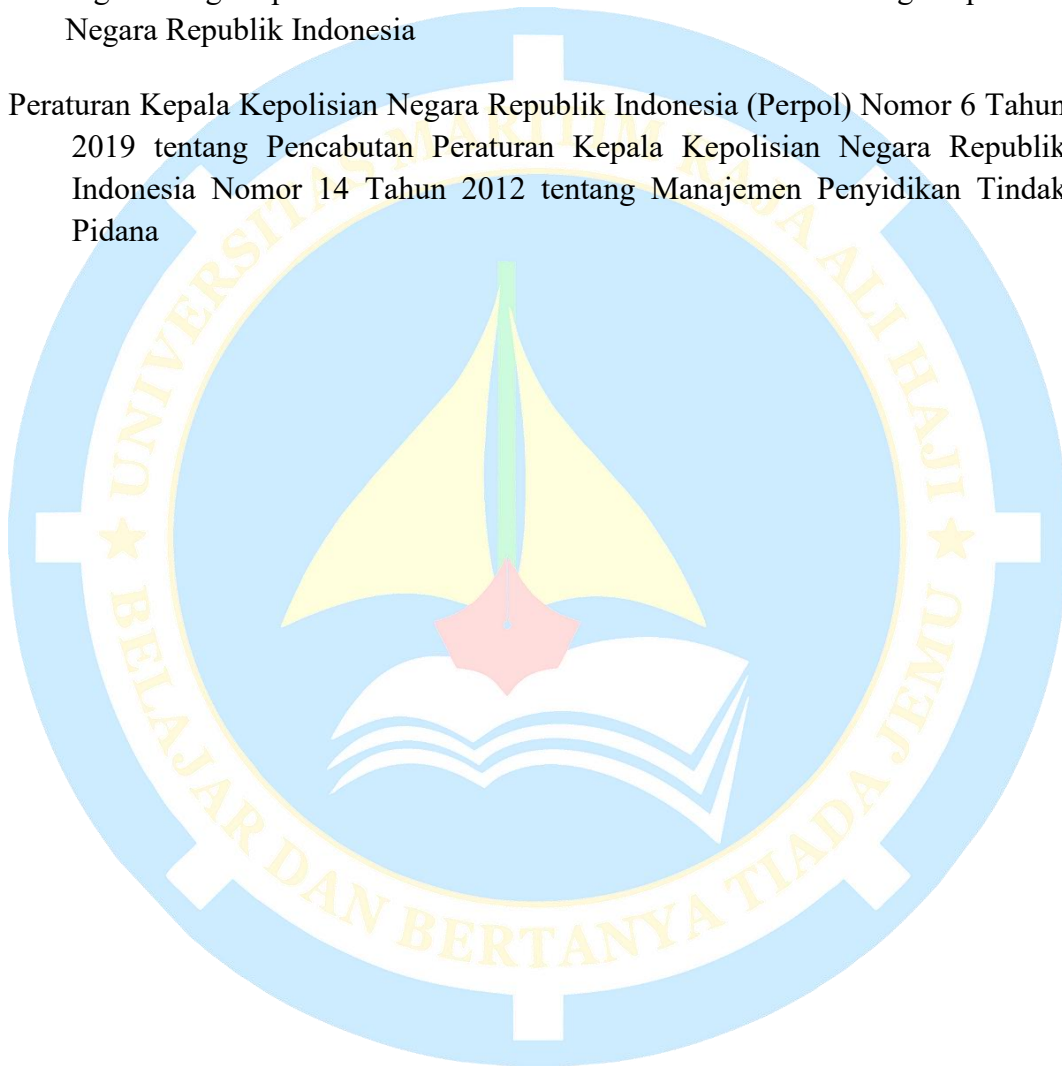 Negara Republik Indonesia
Peraturan Kepala Kepolisian Negara Republik Indonesia (Perpol) Nomor 6 Tahun
2019 tentang Pencabutan Peraturan Kepala Kepolisian Negara Republik
Indonesia Nomor 14 Tahun 2012 tentang Manajemen Penyidikan Tindak
Pidana
UNIVERSITAS MARITIM RAJA ALI HAJI
BELAJAR DAN BERTANYA TIADA JEMU